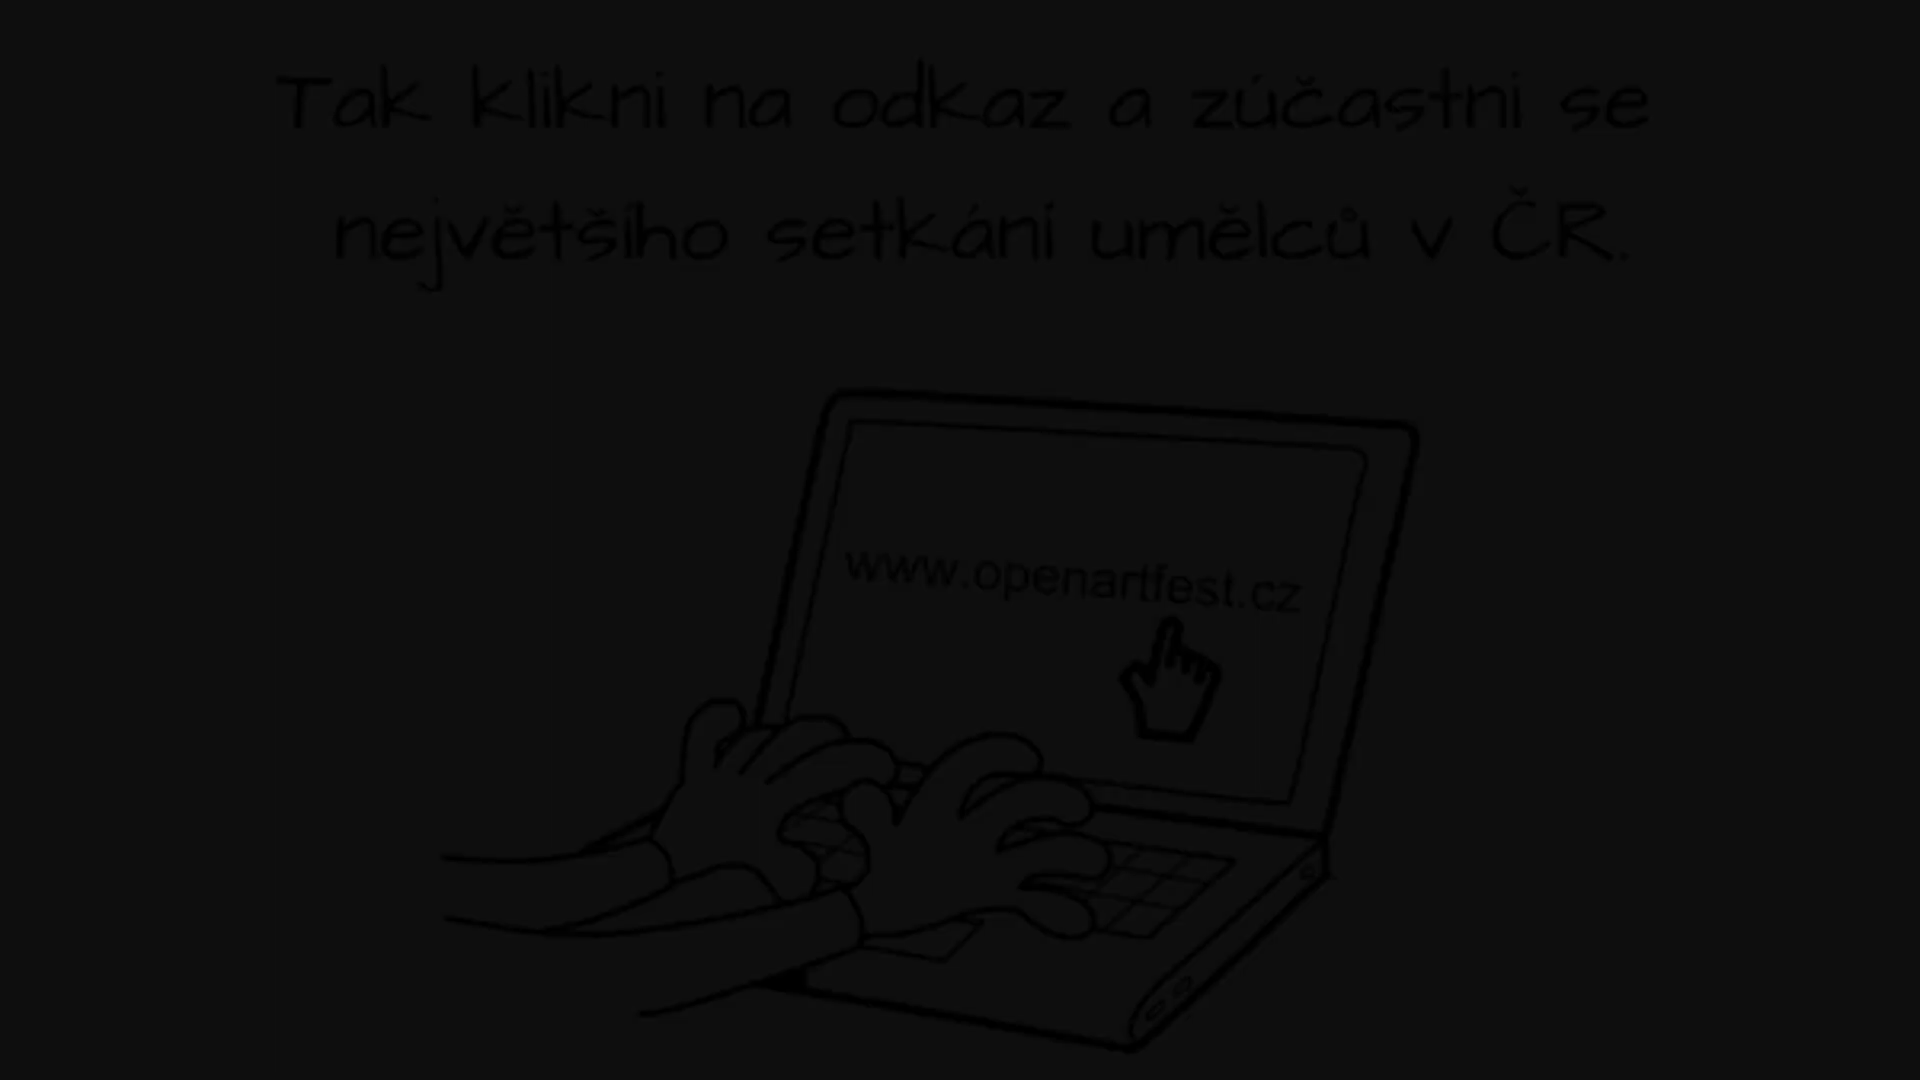 Tak klikni na odkaz a zúčastni se
největšího setkání umělců v ČR.
www.openartfest.cz